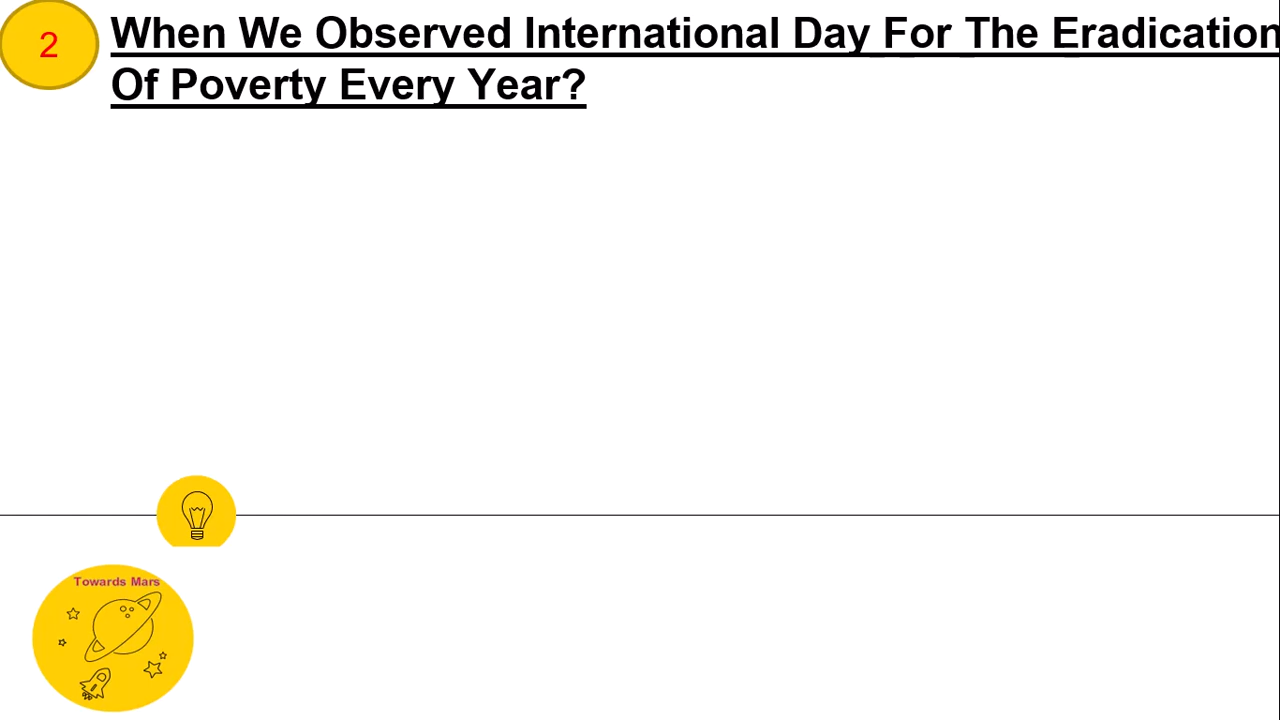 2
When We Observed International Day For The Eradication
Of Poverty Every Year?
Towards Mars